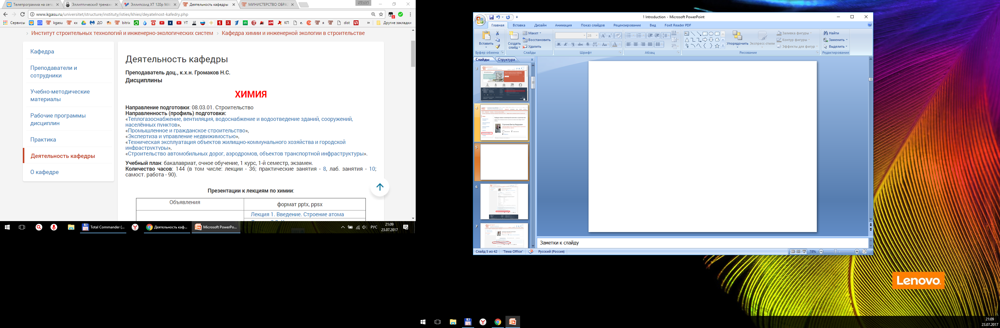 Телепрограмма на сего
Эллиптический тренаже
Эллипсоид XT 120p MA
Деятельность кафедры
МИНИСТЕРСТВО ОБРА
Nikolai
www.kgasu.ru/universitet/structure/instituty/isties/khies/deyatelnost-kafedry.php
Сервисы
kgasu
кх
ДО
bitrix
YT
КП
е.
я
dist
»
Другие закладки
Институт строительных технологий и инженерно-экологических систем
Кафедра химии и инженерной экологии в строительстве
Кафедра
Преподаватели и
сотрудники
Учебно-методические
материалы
Рабочие программы
дисциплин
Практика
Деятельность кафедры
О кафедре
Деятельность кафедры
Преподаватель доц., к.х.н. Громаков Н.С.
Дисциплины
ХИМИЯ
Направление подготовки: 08.03.01. Строительство
Направленность (профиль) подготовки:
«Теплогазоснабжение, вентиляция, водоснабжение и водоотведение зданий, сооружений,
населённых пунктов»,
«Промышленное и гражданское строительство»,
«Экспертиза и управление недвижимостью»,
«Техническая эксплуатация объектов жилищно-коммунального хозяйства и городской
инфраструктуры»,
«Строительство автомобильных дорог, аэродромов, объектов транспортной инфраструктуры».
Учебный план: бакалавриат, очное обучение, 1 курс, 1-й семестр, экзамен.
Количество часов: 144 (в том числе: лекции - 36; практические занятия - 8, лаб. занятия - 10;
самост. работа - 90).
Презентации к лекциям по химии:
Объявления
формат pptx, ppsx
Лекция 1. Введение. Строение атома
Total Commander (...
Деятельность каф...
Microsoft PowerPo...
РУС
21:09
23.07.2017
1 Introduction - Microsoft PowerPoint
Главная
Вставка
Дизайн
Анимация
Показ слайдов
Рецензирование
Вид
Foxit Reader PDF
Вставить
Буфер обмена
Создать
слайд
Макет
Восстановить
Удалить
Слайды
28
Шрифт
Абзац
Упорядочить
Экспресс-стили
Заливка фигуры
Контур фигуры
Эффекты для фигур
Рисование
Найти
Заменить
Выделить
Редактирование
Слайды
Структура
3
4
5
6
7
Заметки к слайду
Слайд 5 из 42
"Тема Office"
Русский (Россия)
78%
Lenovo
21:09
23.07.2017